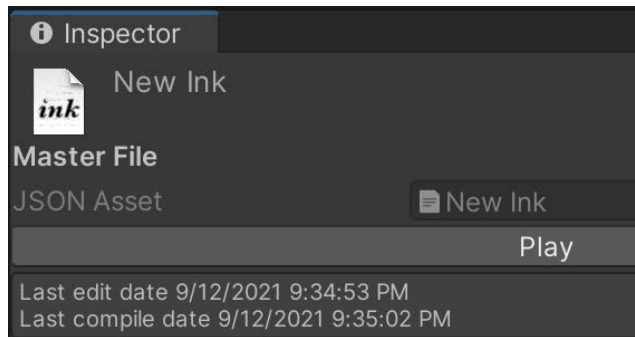 Inspector
New Ink
ink
Master File
JSON Asset New Ink
Play
Last edit date 9/12/2021 9:34:53 PM
Last compile date 9/12/2021 9:35:02 PM